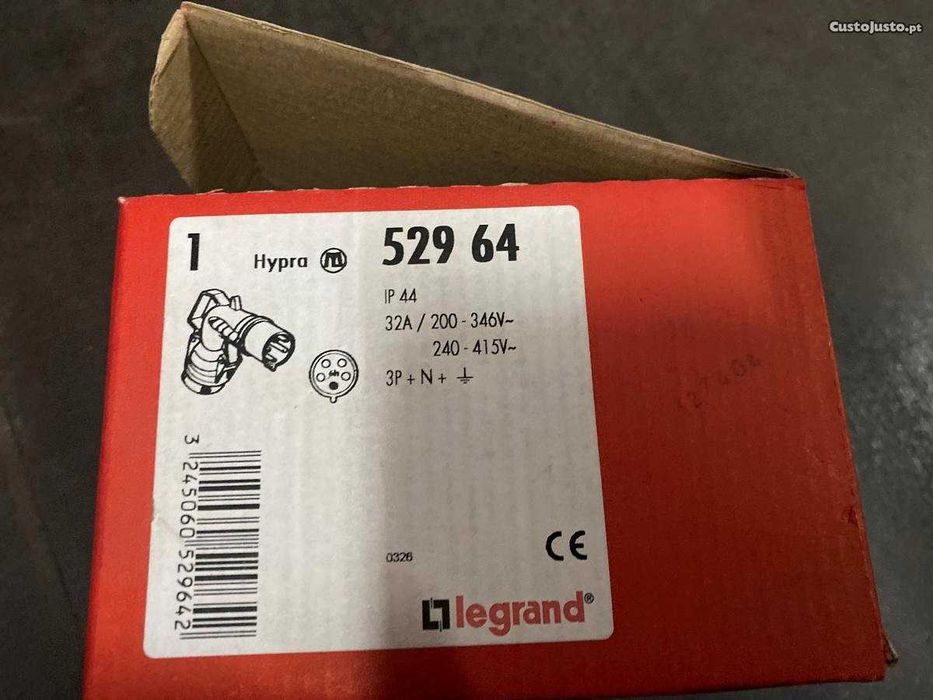 CustoJusto.pt
1
Hypra M 529 64
IP 44
32A / 200 - 346V~
240 - 415V~
3P + N + ⏚
3 245060 529642
0326
CE
legrand®